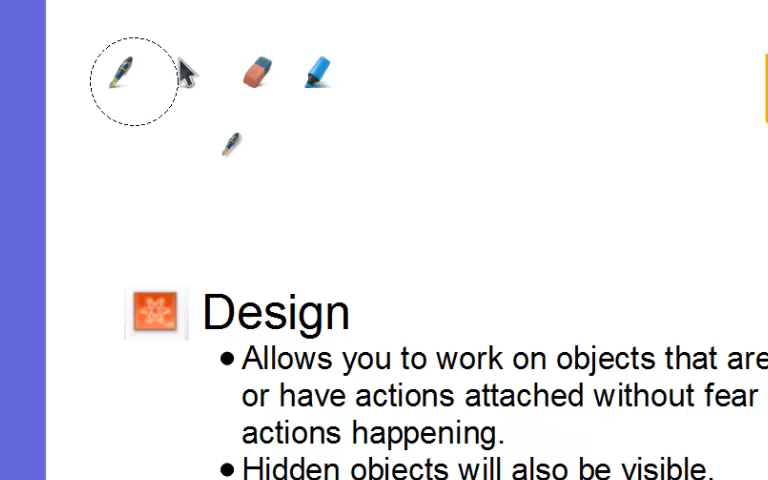 Design
• Allows you to work on objects that are
or have actions attached without fear
actions happening.
• Hidden objects will also be visible.